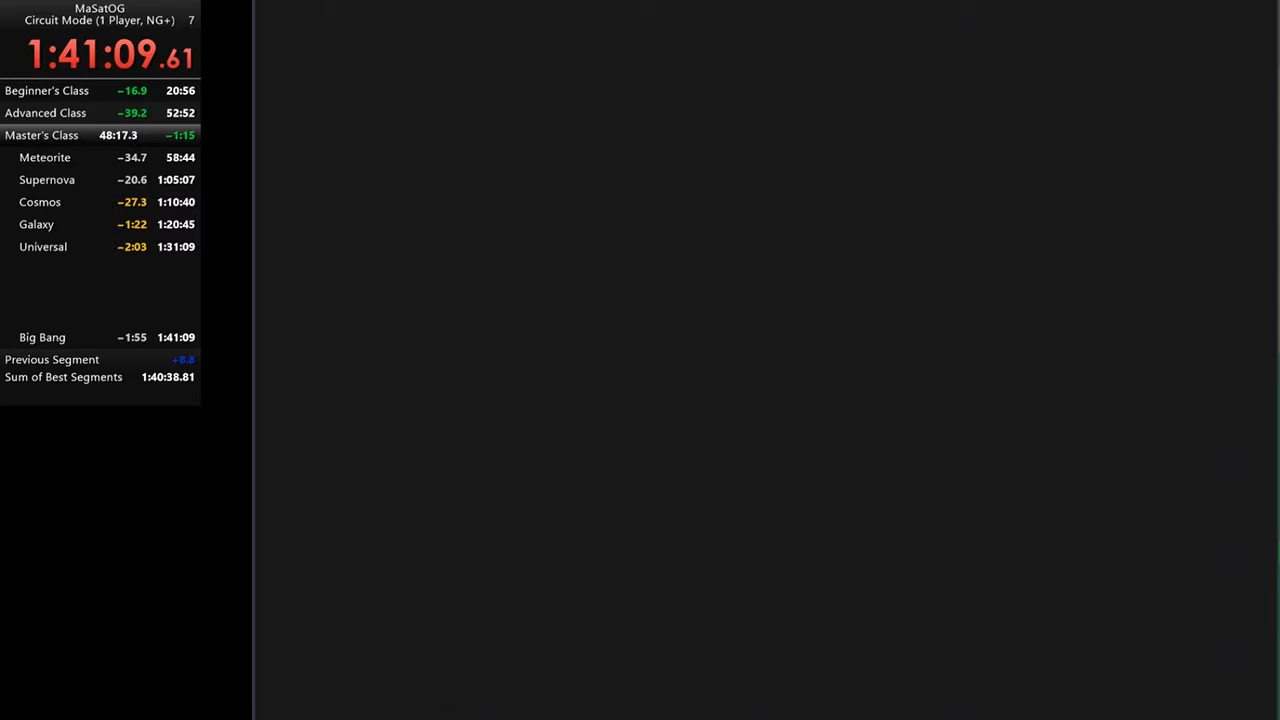 MaSatOG
Circuit Mode (1 Player, NG+) 7
1:41:09.61
Beginner's Class −16.9 20:56
Advanced Class −39.2 52:52
Master's Class 48:17.3 −1:15
Meteorite −34.7 58:44
Supernova −20.6 1:05:07
Cosmos −27.3 1:10:40
Galaxy −1:22 1:20:45
Universal −2:03 1:31:09
Big Bang −1:55 1:41:09
Previous Segment +8.8
Sum of Best Segments 1:40:38.81